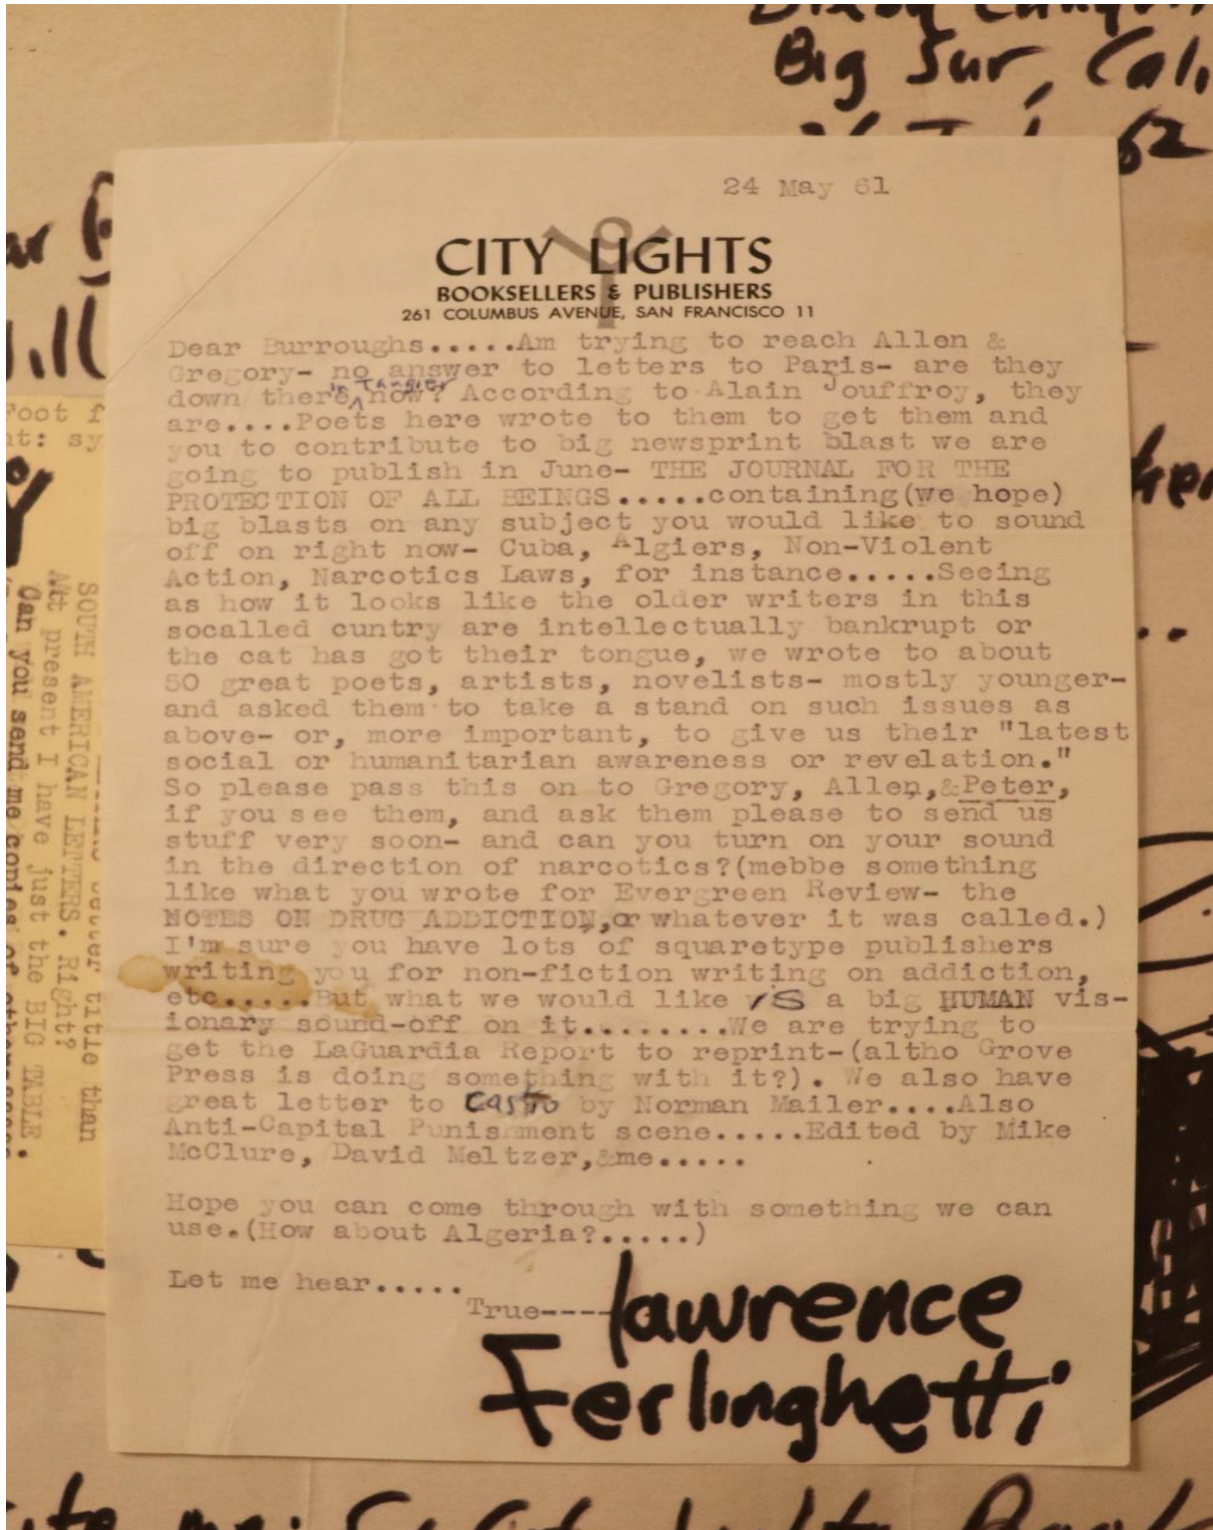 Big Sur, Cal.
62
24 May 61
CITY LIGHTS
BOOKSELLERS & PUBLISHERS
261 COLUMBUS AVENUE, SAN FRANCISCO 11
Dear Burroughs.....Am trying to reach Allen &
Gregory- no answer to letters to Paris- are they
in Tangier
down there, now? According to Alain Jouffroy, they
are....Poets here wrote to them to get them and
you to contribute to big newsprint blast we are
going to publish in June- THE JOURNAL FOR THE
PROTECTION OF ALL BEINGS.....containing(we hope)
big blasts on any subject you would like to sound
off on right now- Cuba, Algiers, Non-Violent
Action, Narcotics Laws, for instance.....Seeing
as how it looks like the older writers in this
socalled cuntry are intellectually bankrupt or
the cat has got their tongue, we wrote to about
50 great poets, artists, novelists- mostly younger-
and asked them to take a stand on such issues as
above- or, more important, to give us their "latest
social or humanitarian awareness or revelation."
So please pass this on to Gregory, Allen,&Peter,
if you see them, and ask them please to send us
stuff very soon- and can you turn on your sound
in the direction of narcotics?(mebbe something
like what you wrote for Evergreen Review- the
NOTES ON DRUG ADDICTION,or whatever it was called.)
I'm sure you have lots of squaretype publishers
writing you for non-fiction writing on addiction,
etc.....But what we would like is a big HUMAN vis-
ionary sound-off on it........We are trying to
get the LaGuardia Report to reprint-(altho Grove
Press is doing something with it?). We also have
great letter to Castro by Norman Mailer....Also
Anti-Capital Punishment scene.....Edited by Mike
McClure, David Meltzer,&me.....
Hope you can come through with something we can
use.(How about Algeria?.....)
Let me hear.....
True----
Lawrence
Ferlinghetti
title than
SOUTH AMERICAN LETTERS. Right?
At present I have just the BIG TABLE.
Can you send me copies of